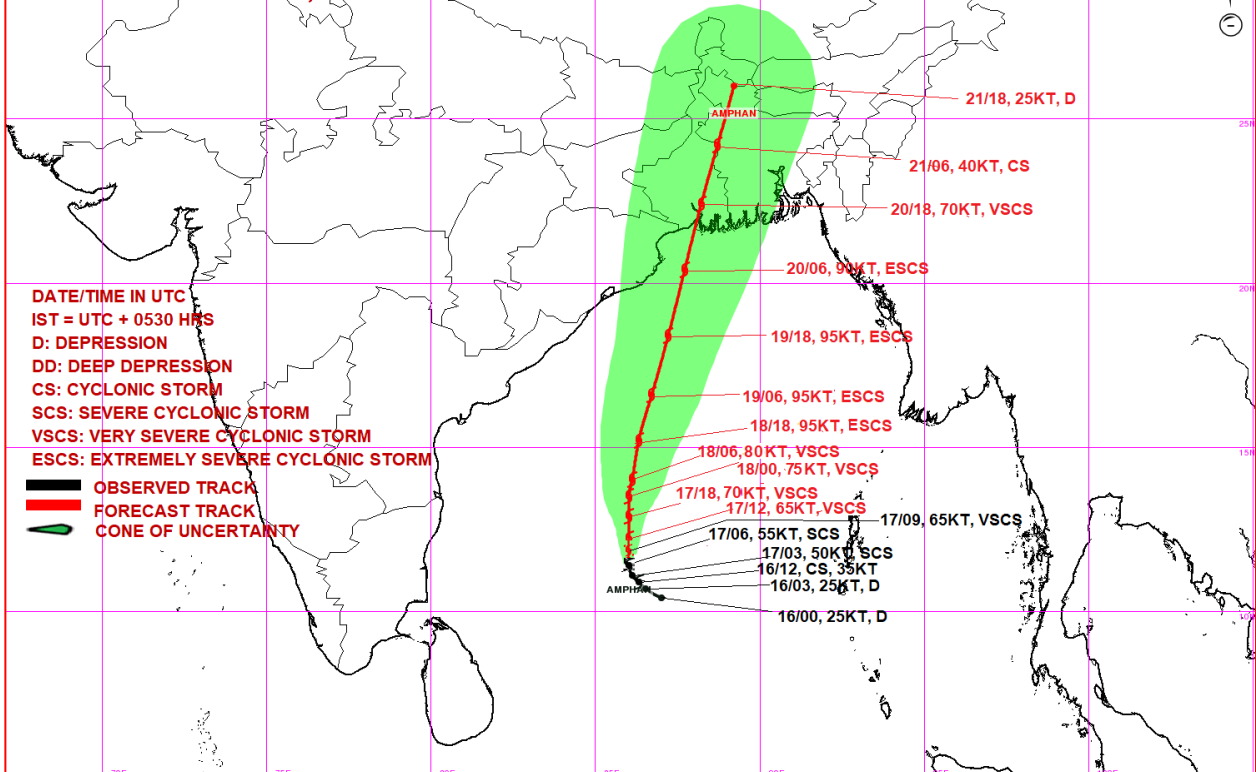 21/18, 25KT, D
AMPHAN
25N
21/06, 40KT, CS
20/18, 70KT, VSCS
20/06, 90KT, ESCS
20N
DATE/TIME IN UTC
IST = UTC + 0530 HRS
D: DEPRESSION
DD: DEEP DEPRESSION
CS: CYCLONIC STORM
SCS: SEVERE CYCLONIC STORM
VSCS: VERY SEVERE CYCLONIC STORM
ESCS: EXTREMELY SEVERE CYCLONIC STORM
OBSERVED TRACK
FORECAST TRACK
CONE OF UNCERTAINTY
19/18, 95KT, ESCS
19/06, 95KT, ESCS
18/18, 95KT, ESCS
15N
18/06,80 KT, VSCS
18/00, 75KT, VSCS
17/18, 70KT, VSCS
17/12, 65KT, VSCS
17/09, 65KT, VSCS
17/06, 55KT, SCS
17/03, 50KT, SCS
16/12, CS, 35KT
16/03, 25KT, D
AMPHAN
16/00, 25KT, D
10N